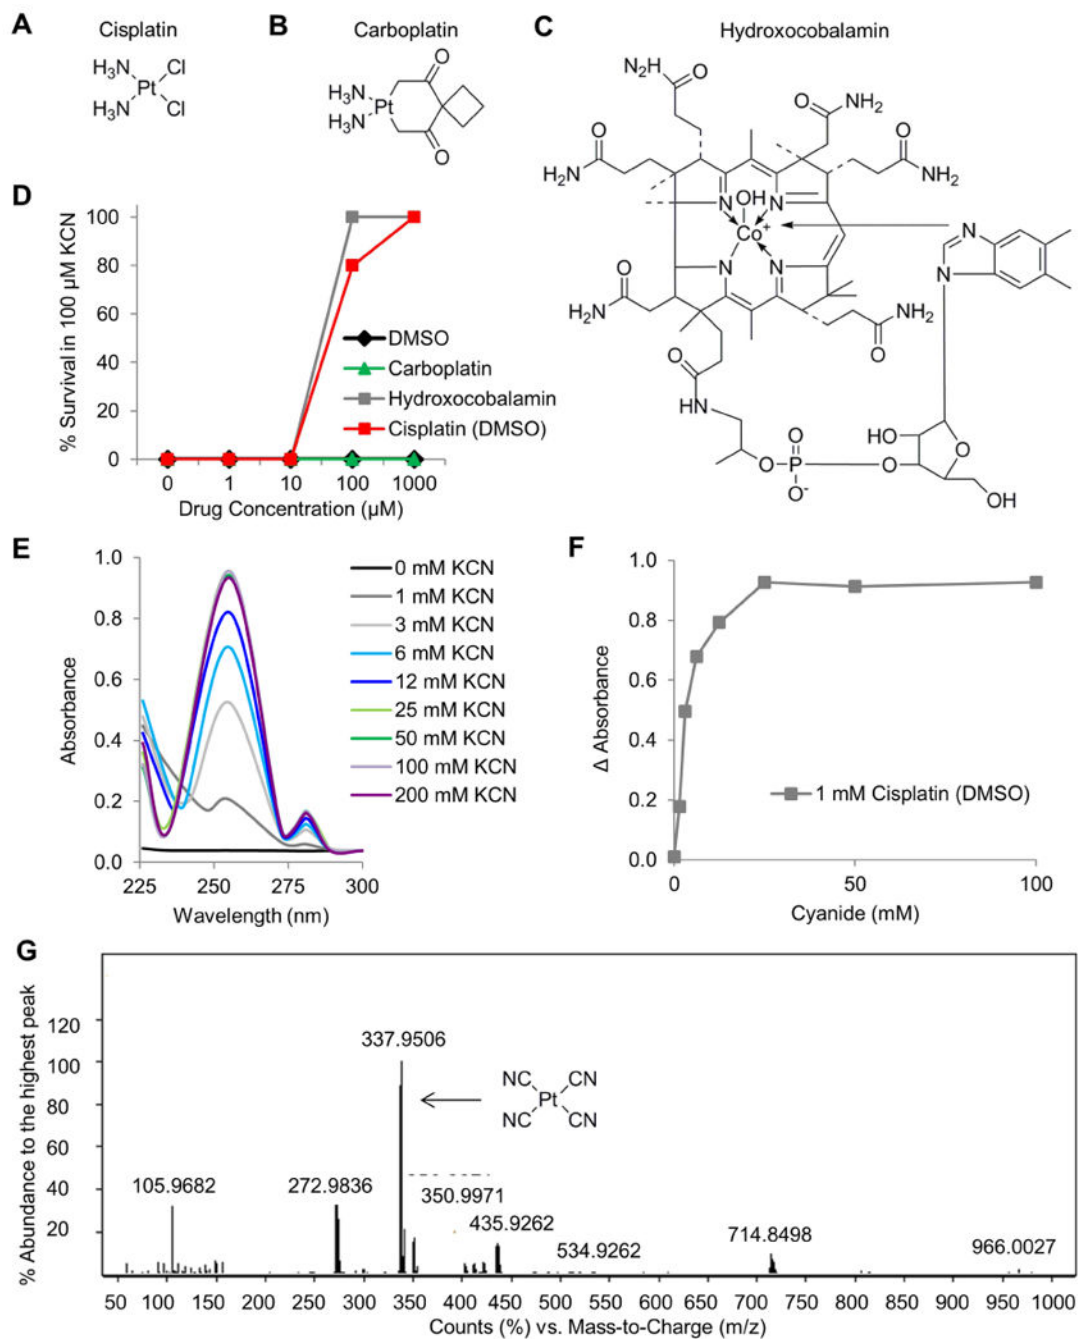 A
Cisplatin
H3N
Cl
Pt
H3N
Cl
B
Carboplatin
O
H3N
Pt
H3N
O
C
Hydroxocobalamin
N2H
O
O
NH2
O
H2N
O
NH2
OH
N
N
Co+
N
N
N
N
O
H2N
O
NH2
O
HN
HO
O
O
P
O
O-
O
OH
D
% Survival in 100 µM KCN
100
80
60
40
20
0
0
1
10
100
1000
Drug Concentration (µM)
DMSO
Carboplatin
Hydroxocobalamin
Cisplatin (DMSO)
E
Absorbance
1.0
0.8
0.6
0.4
0.2
0.0
225
250
275
300
Wavelength (nm)
0 mM KCN
1 mM KCN
3 mM KCN
6 mM KCN
12 mM KCN
25 mM KCN
50 mM KCN
100 mM KCN
200 mM KCN
F
Δ Absorbance
1.0
0.8
0.6
0.4
0.2
0.0
0
50
100
Cyanide (mM)
1 mM Cisplatin (DMSO)
G
% Abundance to the highest peak
120
100
80
60
40
20
337.9506
NC
CN
Pt
NC
CN
105.9682
272.9836
350.9971
435.9262
534.9262
714.8498
966.0027
50 100 150 200 250 300 350 400 450 500 550 600 650 700 750 800 850 900 950 1000
Counts (%) vs. Mass-to-Charge (m/z)